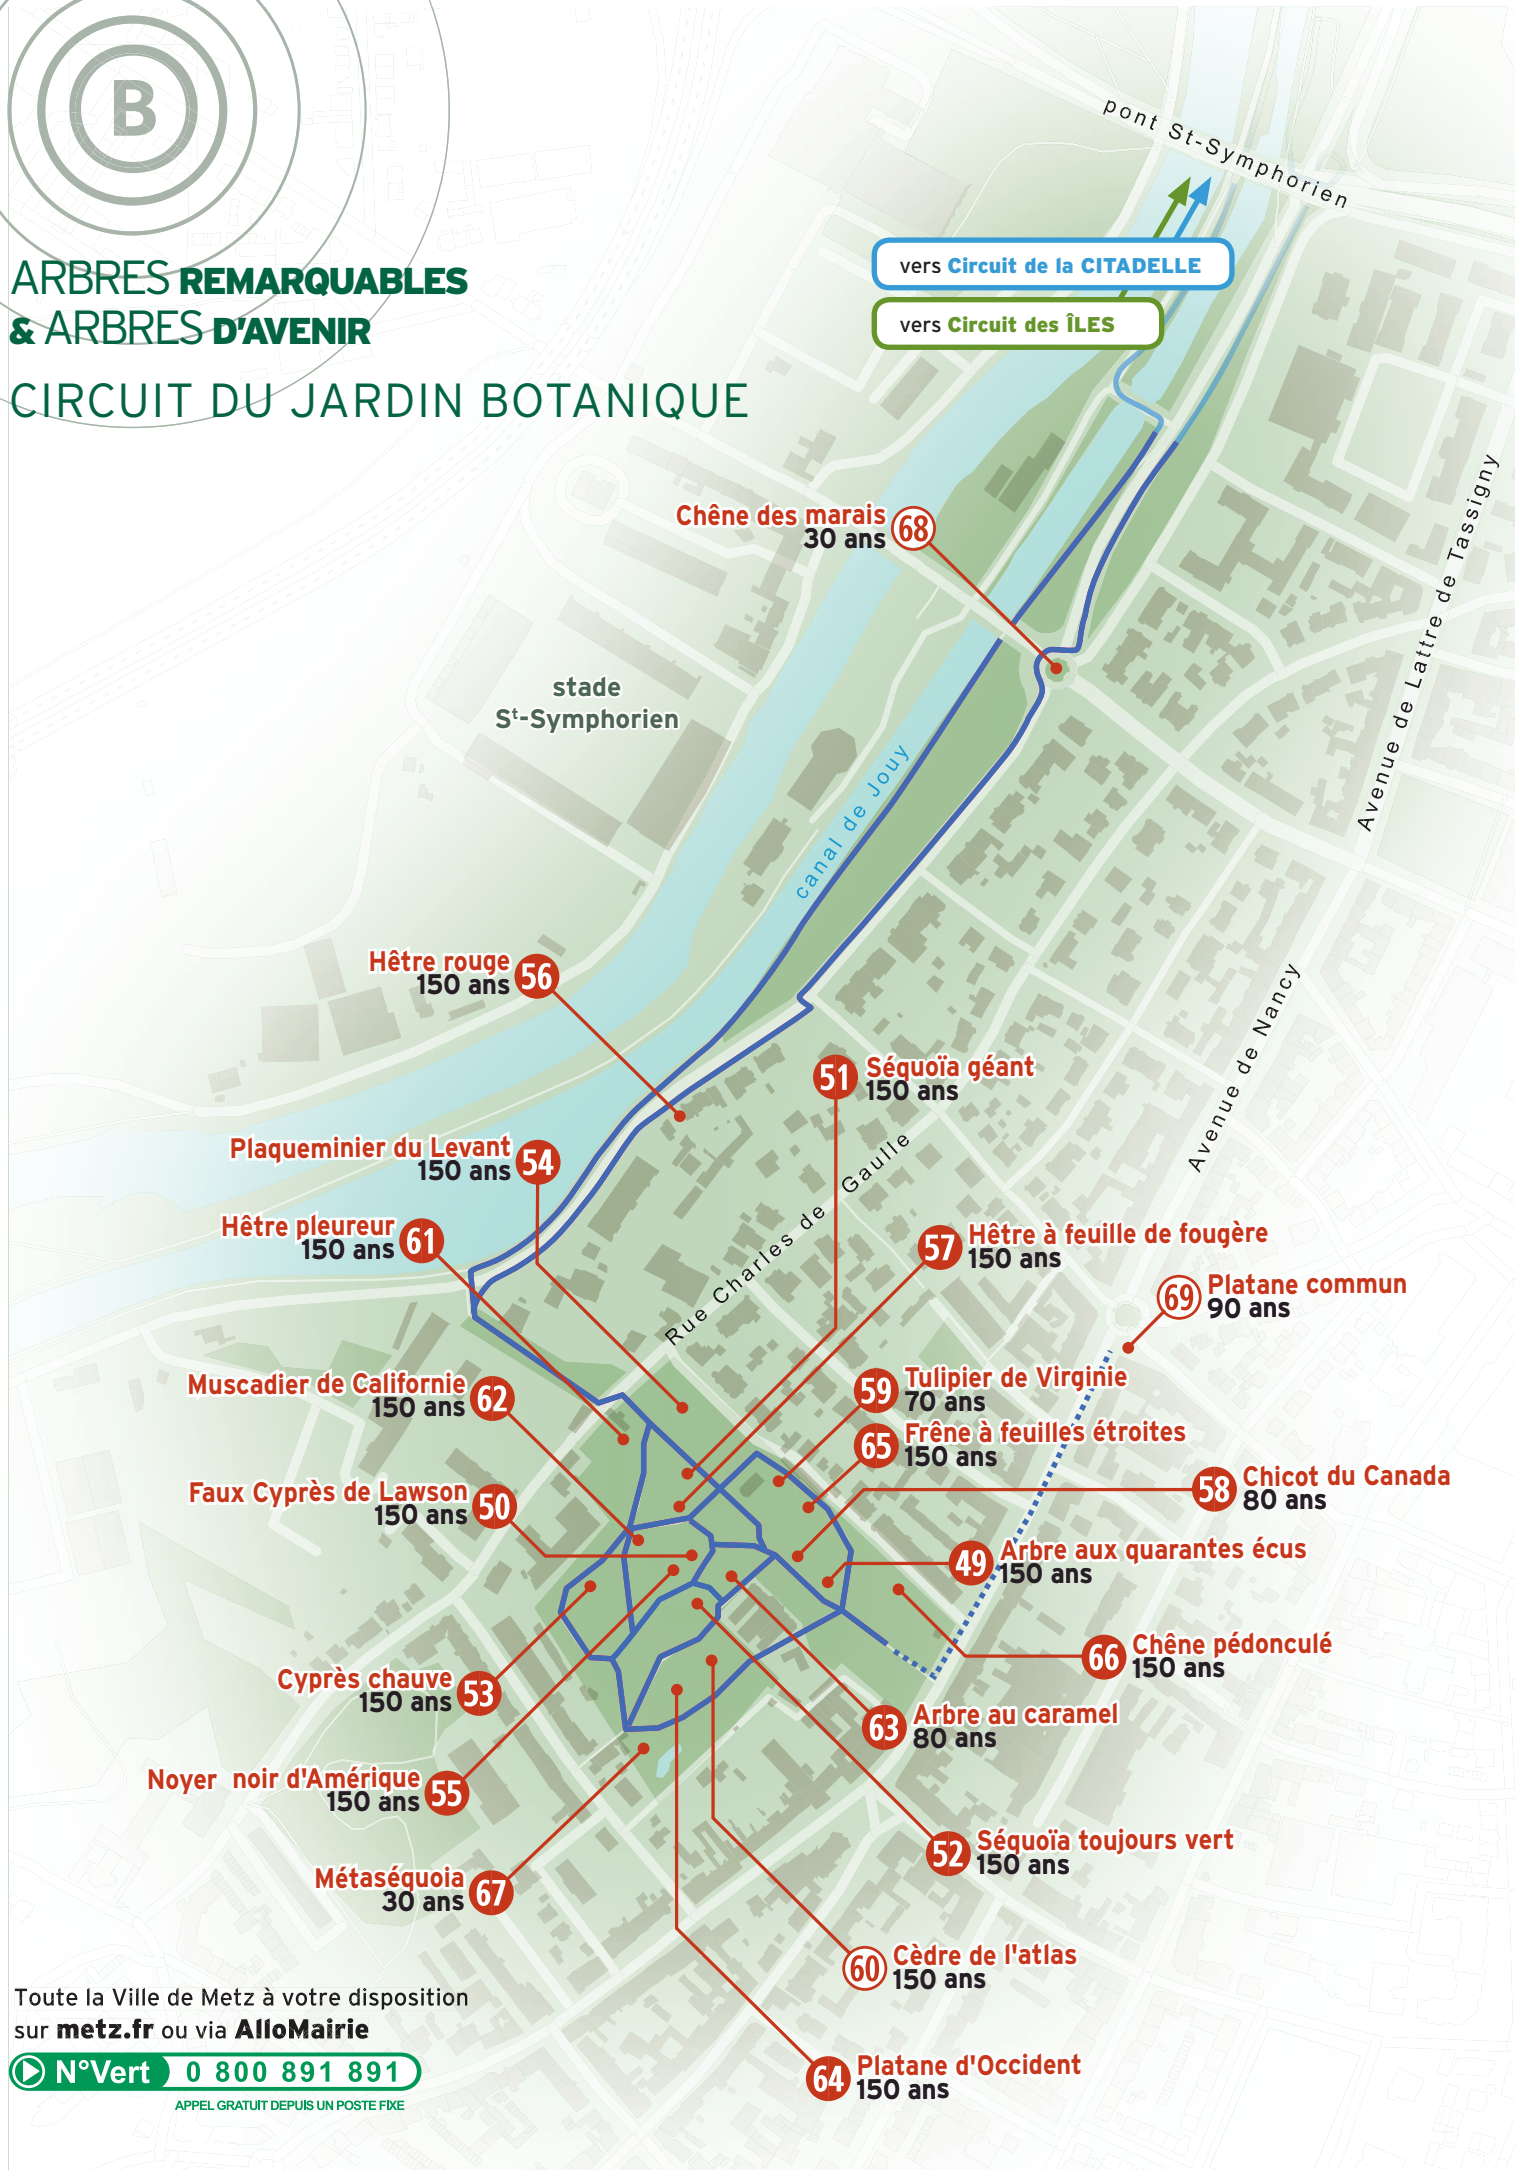 B
ARBRES REMARQUABLES
& ARBRES D'AVENIR
CIRCUIT DU JARDIN BOTANIQUE
pont St-Symphorien
vers Circuit de la CITADELLE
vers Circuit des ÎLES
Avenue de Lattre de Tassigny
Chêne des marais
30 ans
68
stade
St-Symphorien
canal de Jouy
Avenue de Nancy
Hêtre rouge
150 ans
56
51
Séquoïa géant
150 ans
Rue Charles de Gaulle
Plaqueminier du Levant
150 ans
54
Hêtre pleureur
150 ans
61
57
Hêtre à feuille de fougère
150 ans
69
Platane commun
90 ans
Muscadier de Californie
150 ans
62
59
Tulipier de Virginie
70 ans
65
Frêne à feuilles étroites
150 ans
58
Chicot du Canada
80 ans
Faux Cyprès de Lawson
150 ans
50
49
Arbre aux quarantes écus
150 ans
66
Chêne pédonculé
150 ans
Cyprès chauve
150 ans
53
63
Arbre au caramel
80 ans
Noyer noir d'Amérique
150 ans
55
52
Séquoïa toujours vert
150 ans
Métaséquoia
30 ans
67
60
Cèdre de l'atlas
150 ans
64
Platane d'Occident
150 ans
Toute la Ville de Metz à votre disposition
sur metz.fr ou via AlloMairie
N°Vert 0 800 891 891
APPEL GRATUIT DEPUIS UN POSTE FIXE